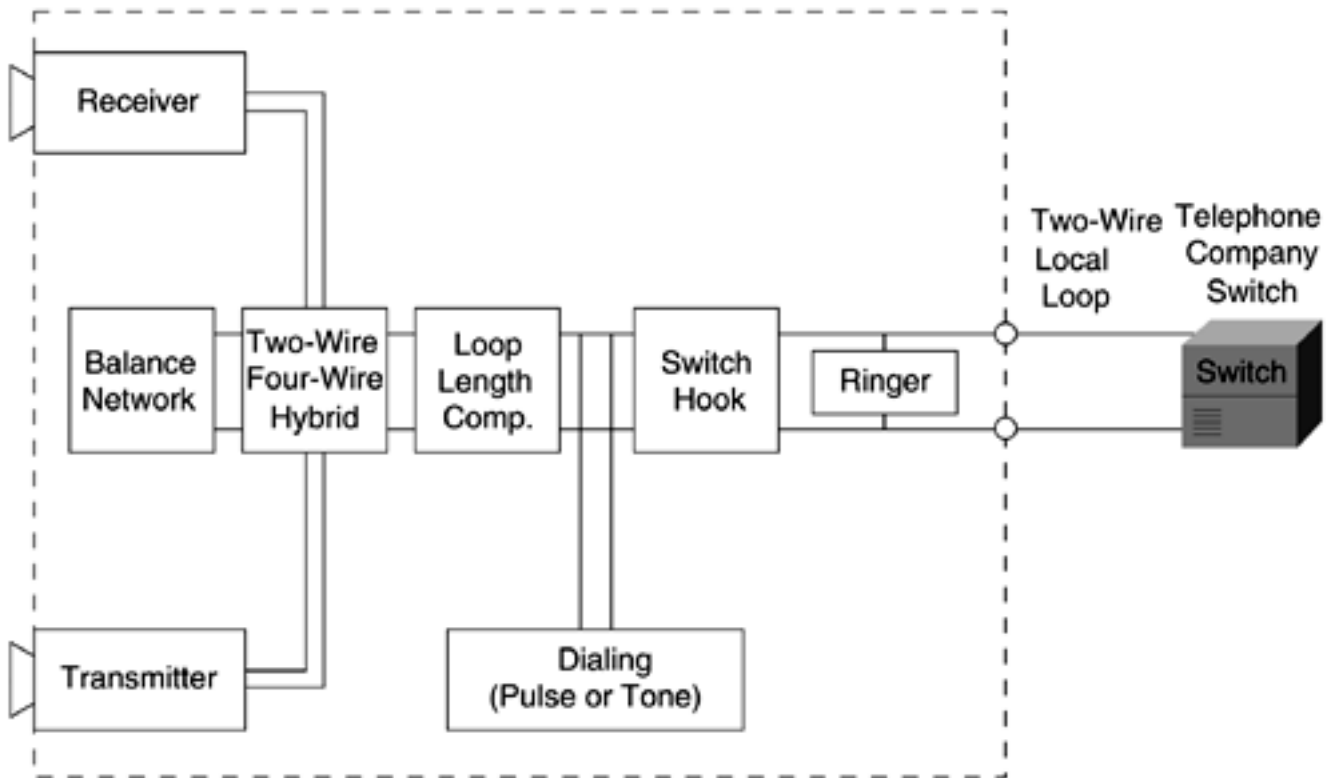 Receiver
Two-Wire
Local
Loop
Telephone
Company
Switch
Balance
Network
Two-Wire
Four-Wire
Hybrid
Loop
Length
Comp.
Switch
Hook
Ringer
Switch
Transmitter
Dialing
(Pulse or Tone)